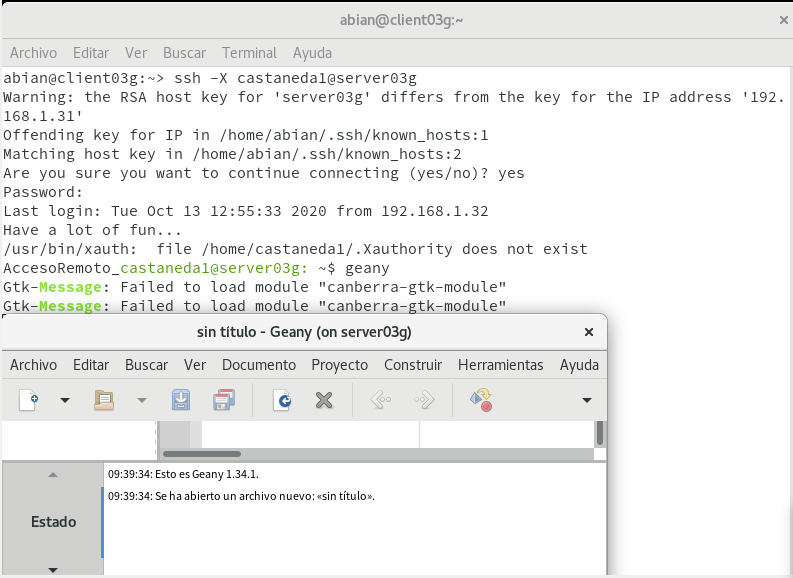 abian@client03g:~
Archivo Editar Ver Buscar Terminal Ayuda
abian@client03g:~> ssh -X castaneda1@server03g
Warning: the RSA host key for 'server03g' differs from the key for the IP address '192.
168.1.31'
Offending key for IP in /home/abian/.ssh/known_hosts:1
Matching host key in /home/abian/.ssh/known_hosts:2
Are you sure you want to continue connecting (yes/no)? yes
Password:
Last login: Tue Oct 13 12:55:33 2020 from 192.168.1.32
Have a lot of fun...
/usr/bin/xauth:  file /home/castaneda1/.Xauthority does not exist
AccesoRemoto_castaneda1@server03g: ~$ geany
Gtk-Message: Failed to load module "canberra-gtk-module"
Gtk-Message: Failed to load module "canberra-gtk-module"
sin título - Geany (on server03g)
Archivo Editar Buscar Ver Documento Proyecto Construir Herramientas Ayuda
09:39:34: Esto es Geany 1.34.1.
09:39:34: Se ha abierto un archivo nuevo: «sin título».
Estado